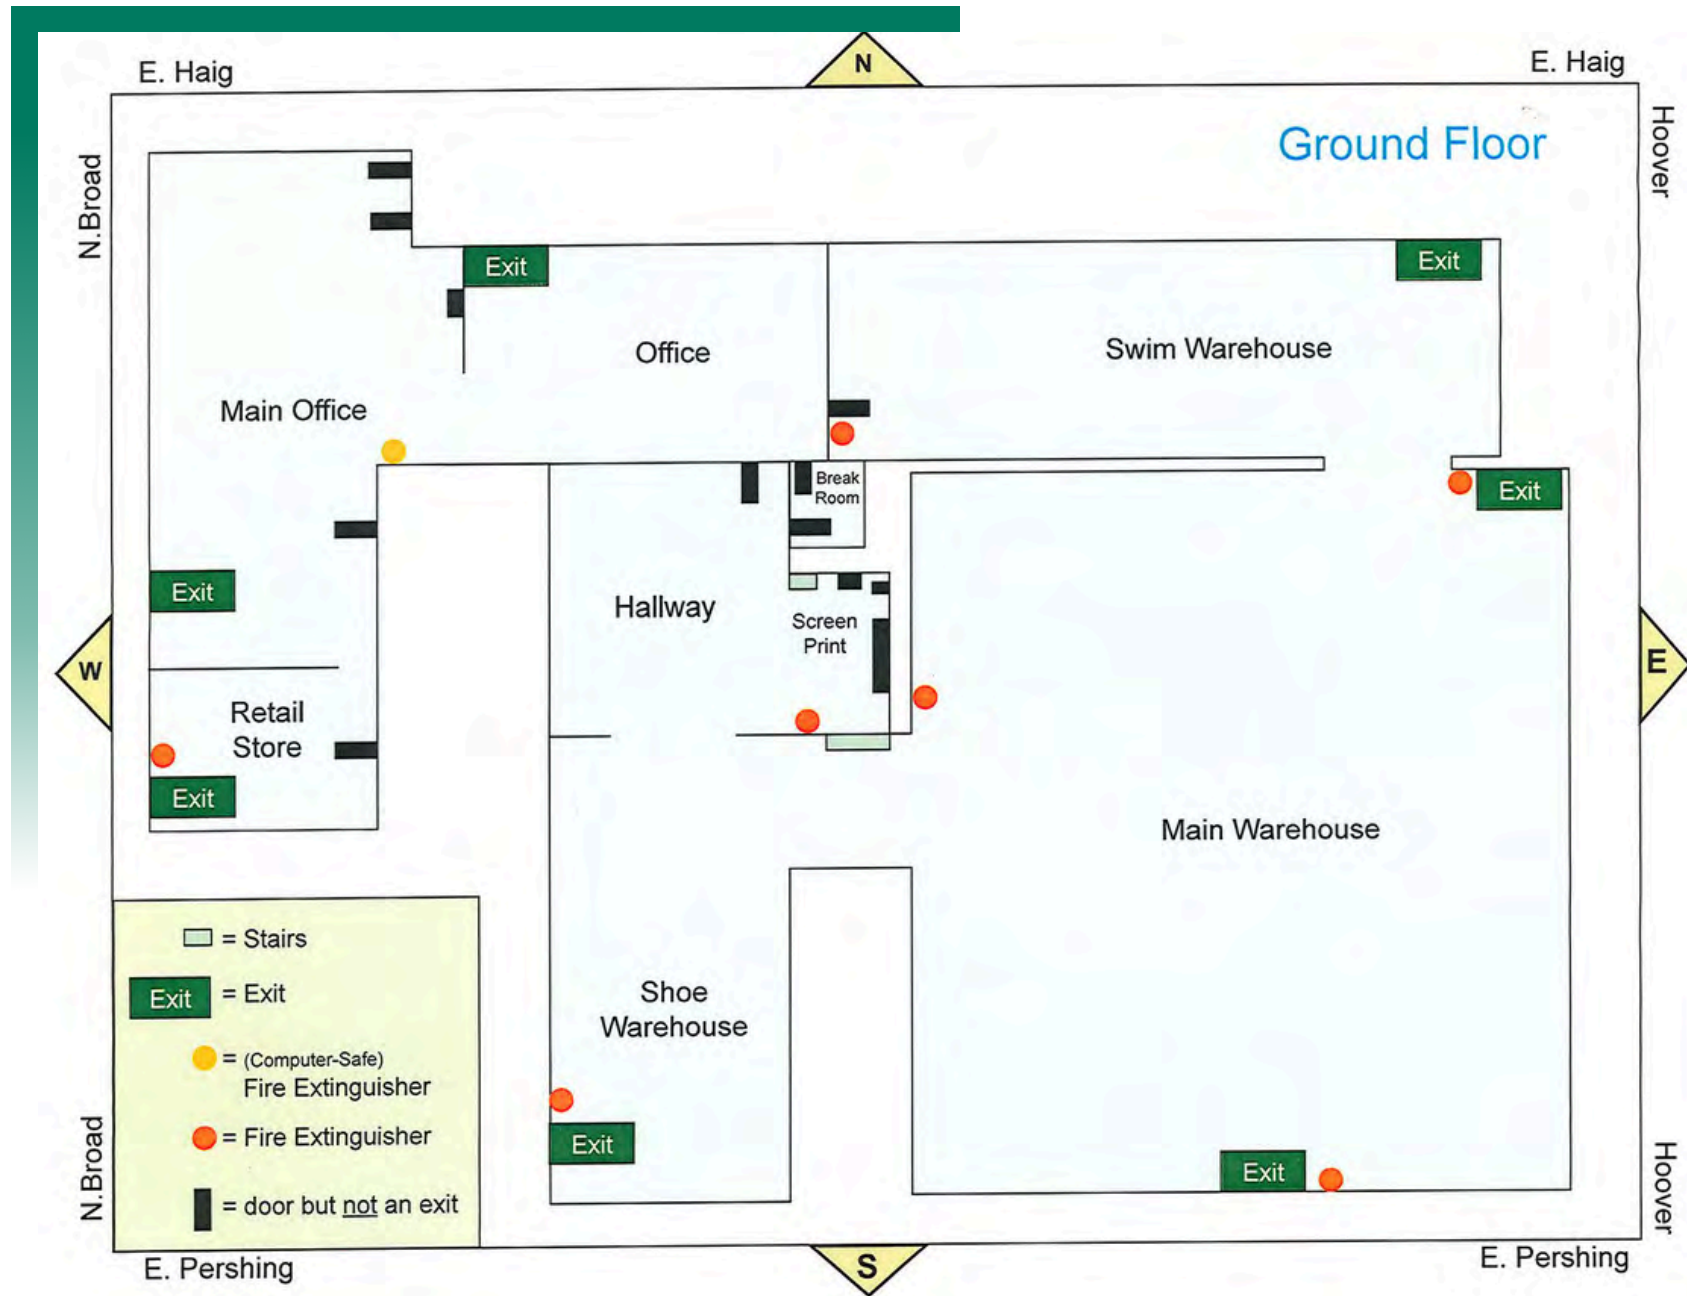 N
E. Haig
E. Haig
Ground Floor
N.Broad
Hoover
Exit
Exit
Office
Swim Warehouse
Main Office
Break
Room
Exit
Exit
Hallway
Screen
Print
W
E
Retail
Store
Exit
Main Warehouse
= Stairs
Exit = Exit
= (Computer-Safe)
Fire Extinguisher
= Fire Extinguisher
= door but not an exit
Shoe
Warehouse
Exit
Exit
N.Broad
Hoover
E. Pershing
S
E. Pershing